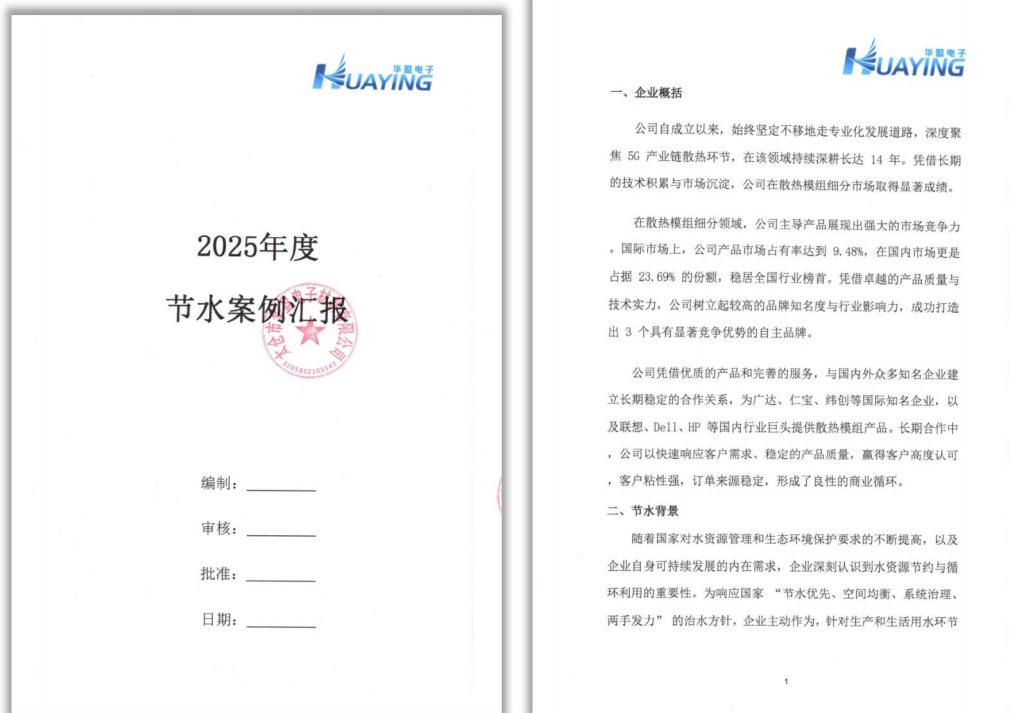 华盈电子
HUAYING
2025年度
节水案例汇报
3205852105543
编制：
审核：
批准：
日期：
华盈电子
HUAYING
一、企业概括
公司自成立以来，始终坚定不移地走专业化发展道路，深度聚
焦 5G 产业链散热环节，在该领域持续深耕长达 14 年。凭借长期
的技术积累与市场沉淀，公司在散热模组细分市场取得显著成绩。
在散热模组细分领域，公司主导产品展现出强大的市场竞争力
。国际市场上，公司产品市场占有率达到 9.48%，在国内市场更是
占据 23.69% 的份额，稳居全国行业榜首。凭借卓越的产品质量与
技术实力，公司树立起较高的品牌知名度与行业影响力，成功打造
出 3 个具有显著竞争优势的自主品牌。
公司凭借优质的产品和完善的服务，与国内外众多知名企业建
立长期稳定的合作关系，为广达、仁宝、纬创等国际知名企业，以
及联想、Dell、HP 等国内行业巨头提供散热模组产品。长期合作中
，公司以快速响应客户需求、稳定的产品质量，赢得客户高度认可
，客户粘性强，订单来源稳定，形成了良性的商业循环。
二、节水背景
随着国家对水资源管理和生态环境保护要求的不断提高，以及
企业自身可持续发展的内在需求，企业深刻认识到水资源节约与循
环利用的重要性。为响应国家 “节水优先、空间均衡、系统治理、
两手发力” 的治水方针，企业主动作为，针对生产和生活用水环节
1